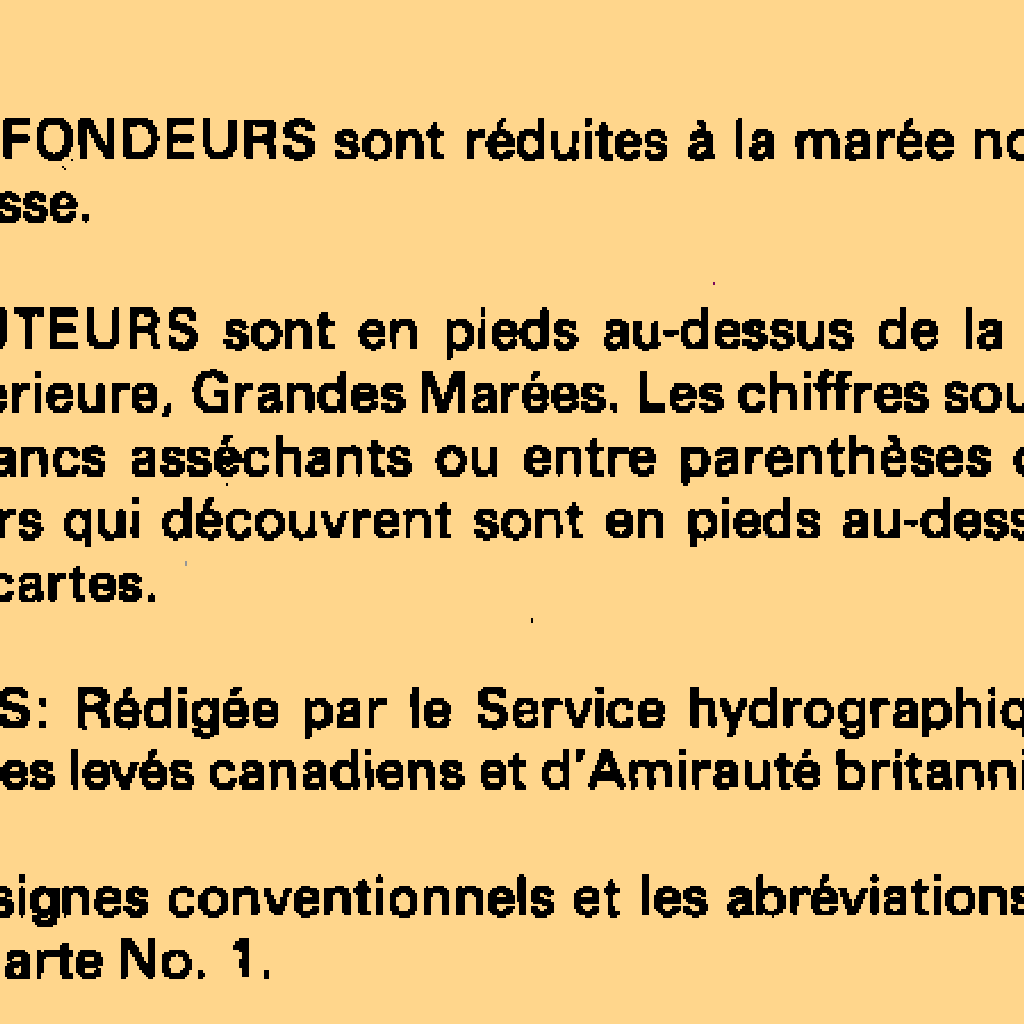 FONDEURS sont réduites à la marée no
sse.
UTEURS sont en pieds au-dessus de la
erieure, Grandes Marées. Les chiffres sou
ancs asséchants ou entre parenthèses
rs qui découvrent sont en pieds au-dess
cartes.
S: Rédigée par le Service hydrographiq
es levés canadiens et d'Amirauté britanni
signes conventionnels et les abréviations
arte No. 1.